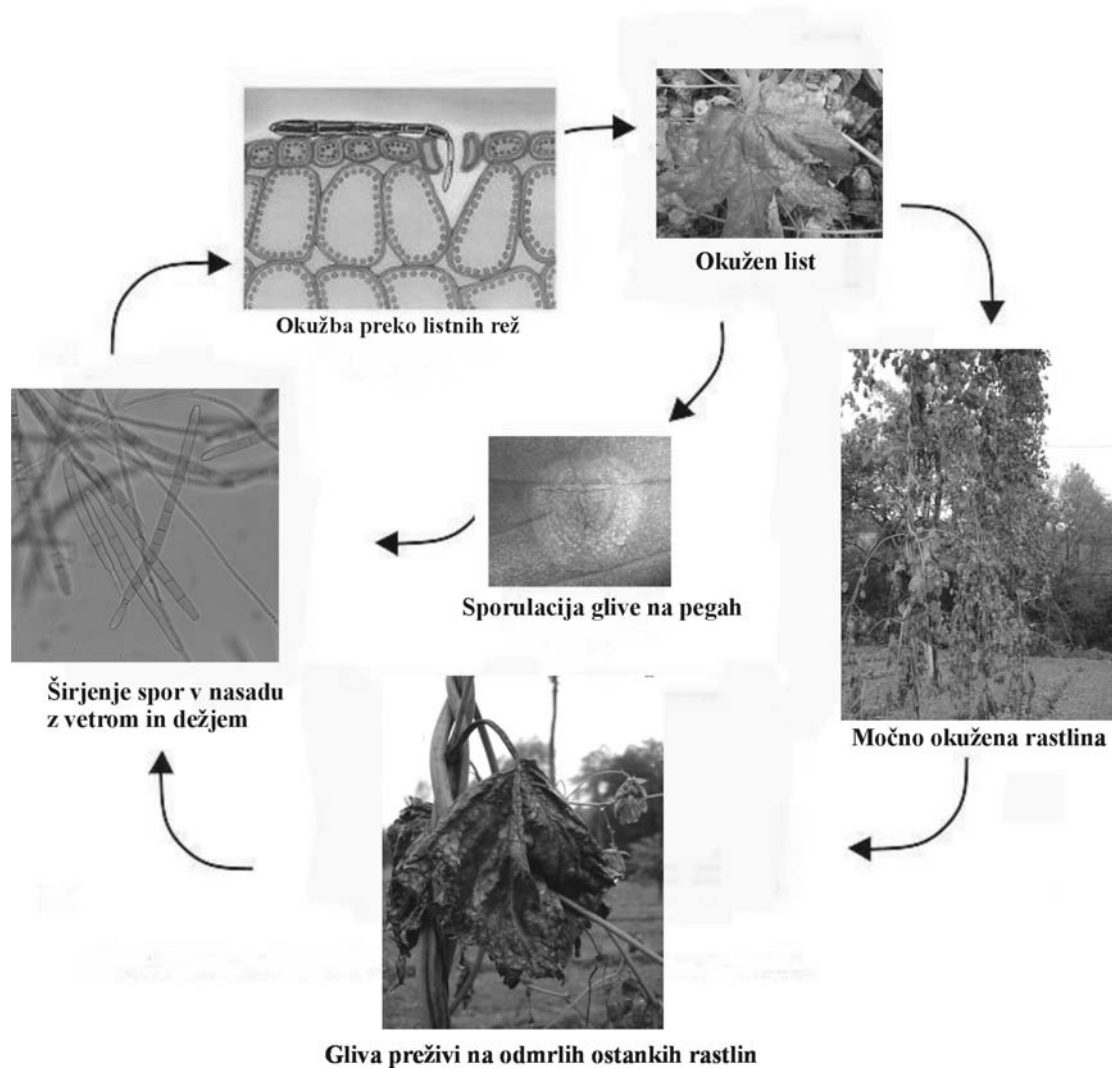 Okužba preko listnih rež
Okužen list
Močno okužena rastlina
Sporulacija glive na pegah
Širjenje spor v nasadu
z vetrom in dežjem
Gliva preživi na odmrlih ostankih rastlin